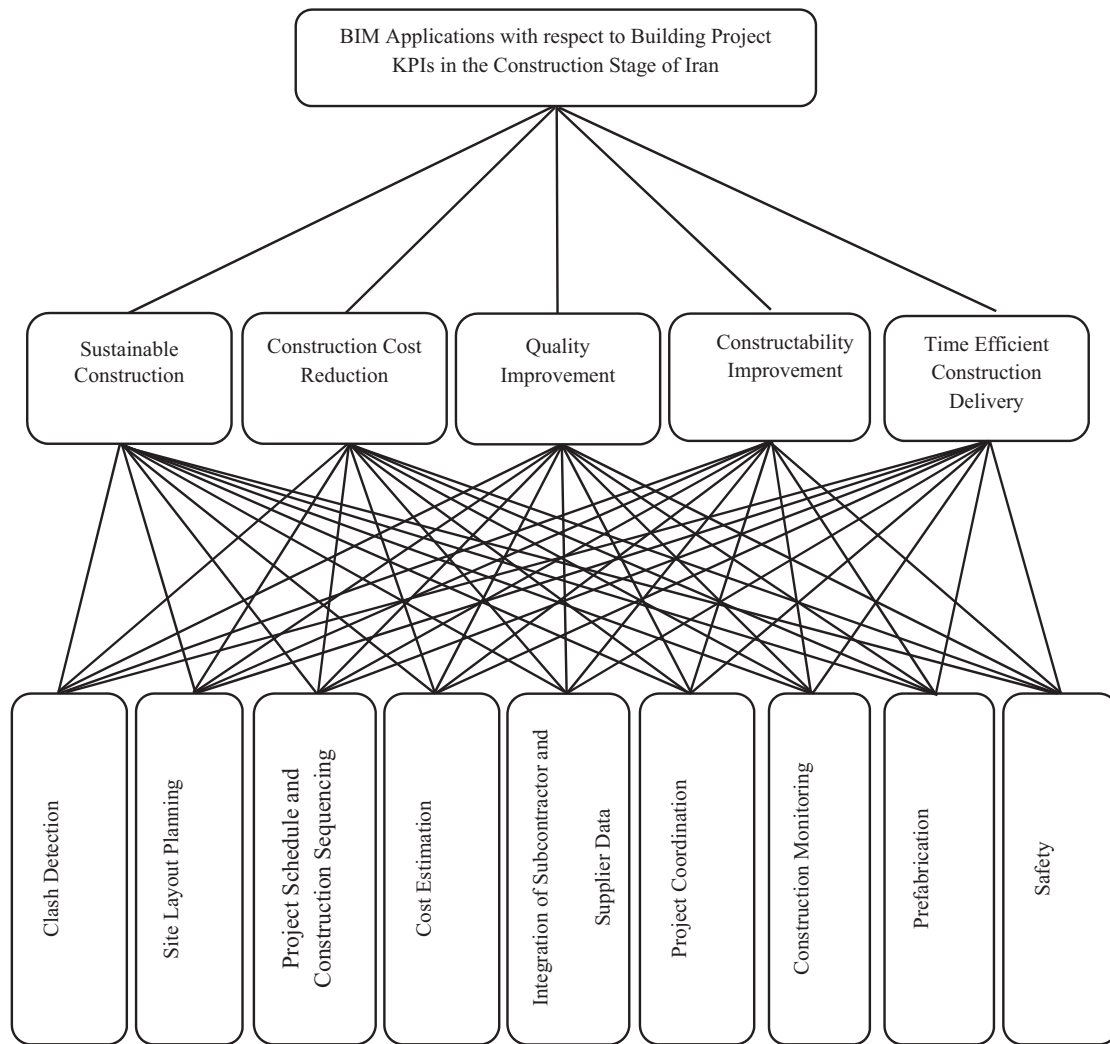 BIM Applications with respect to Building Project
KPIs in the Construction Stage of Iran
Sustainable
Construction
Construction Cost
Reduction
Quality
Improvement
Constructability
Improvement
Time Efficient
Construction
Delivery
Clash Detection
Site Layout Planning
Project Schedule and
Construction Sequencing
Cost Estimation
Integration of Subcontractor and
Supplier Data
Project Coordination
Construction Monitoring
Prefabrication
Safety